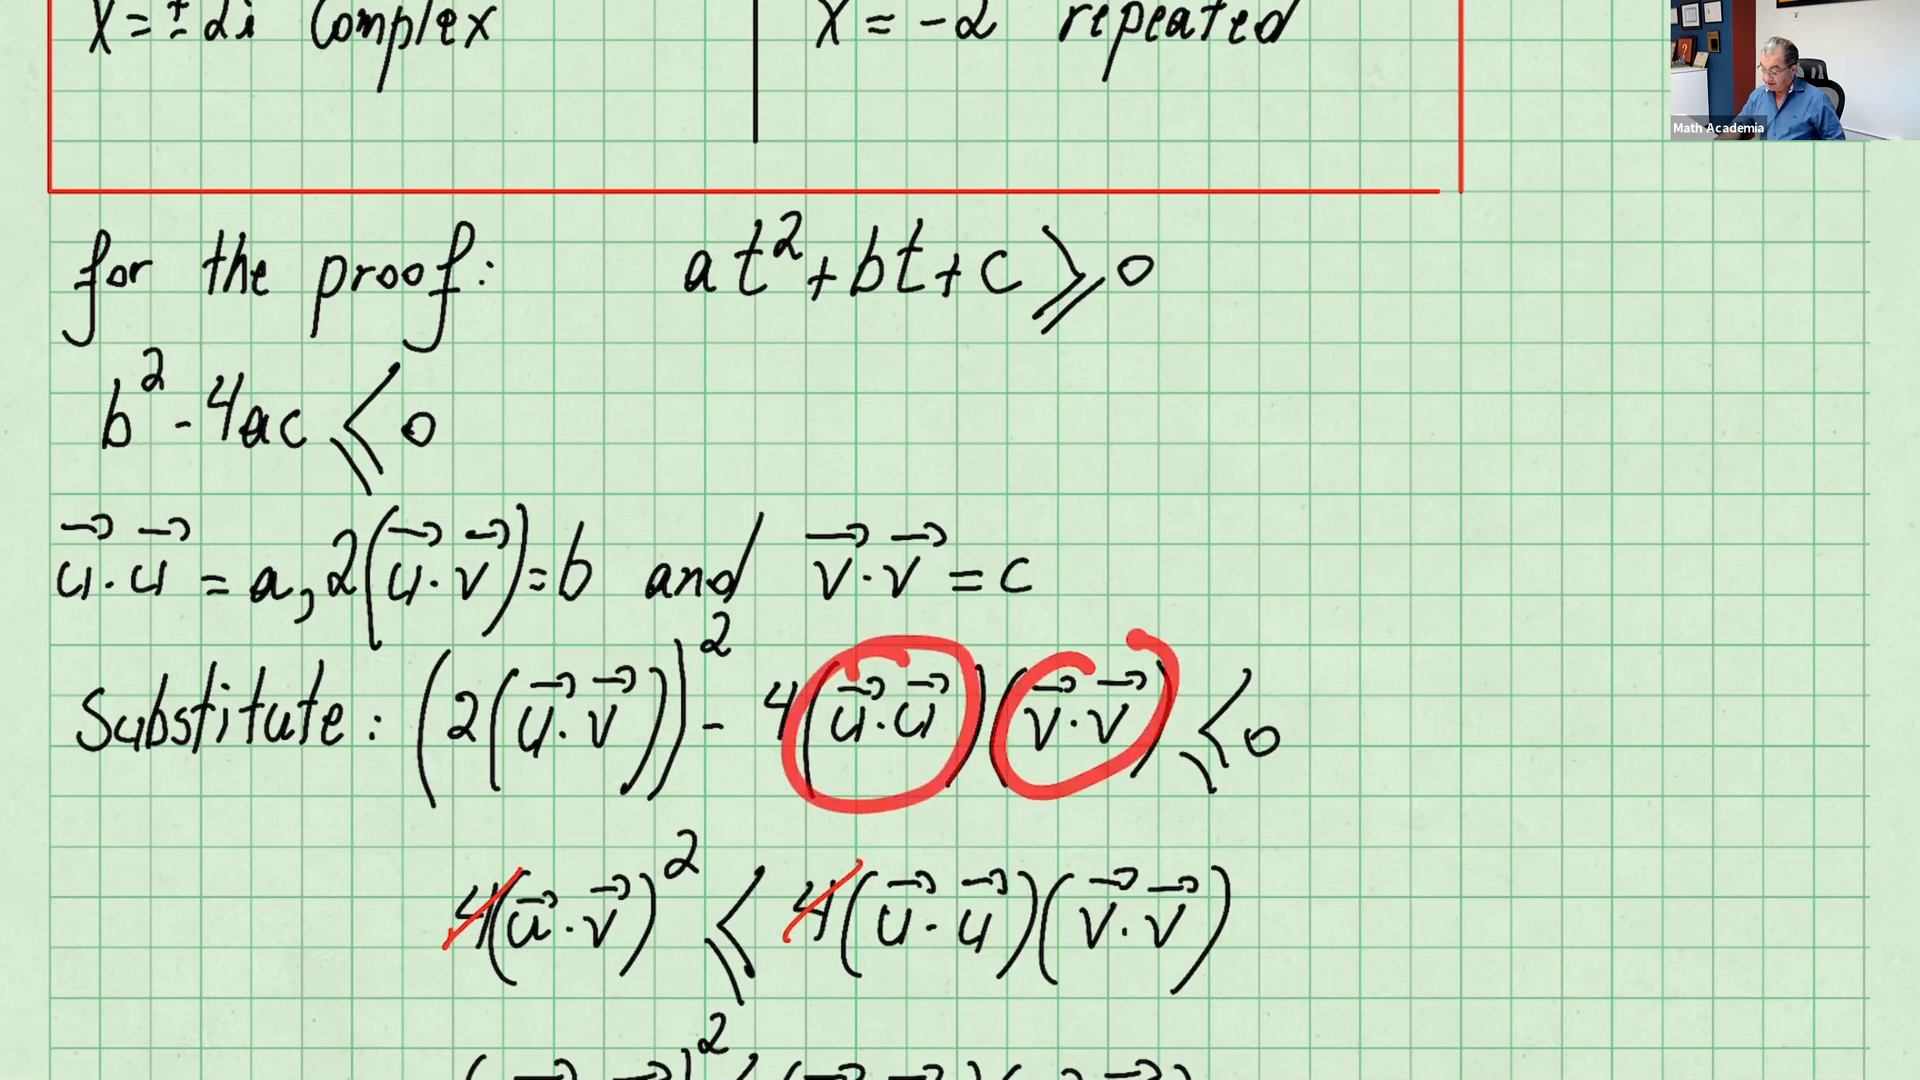 x = ± 2i complex
x = -2 repeated
Math Academia
for the proof: at² + bt + c ⩾ 0
b² - 4ac ⩽ 0
u⃗ · u⃗ = a, 2(u⃗ · v⃗) = b and v⃗ · v⃗ = c
Substitute: (2(u⃗ · v⃗))² - 4(u⃗ · u⃗)(v⃗ · v⃗) ⩽ 0
4(u⃗ · v⃗)² ⩽ 4(u⃗ · u⃗)(v⃗ · v⃗)